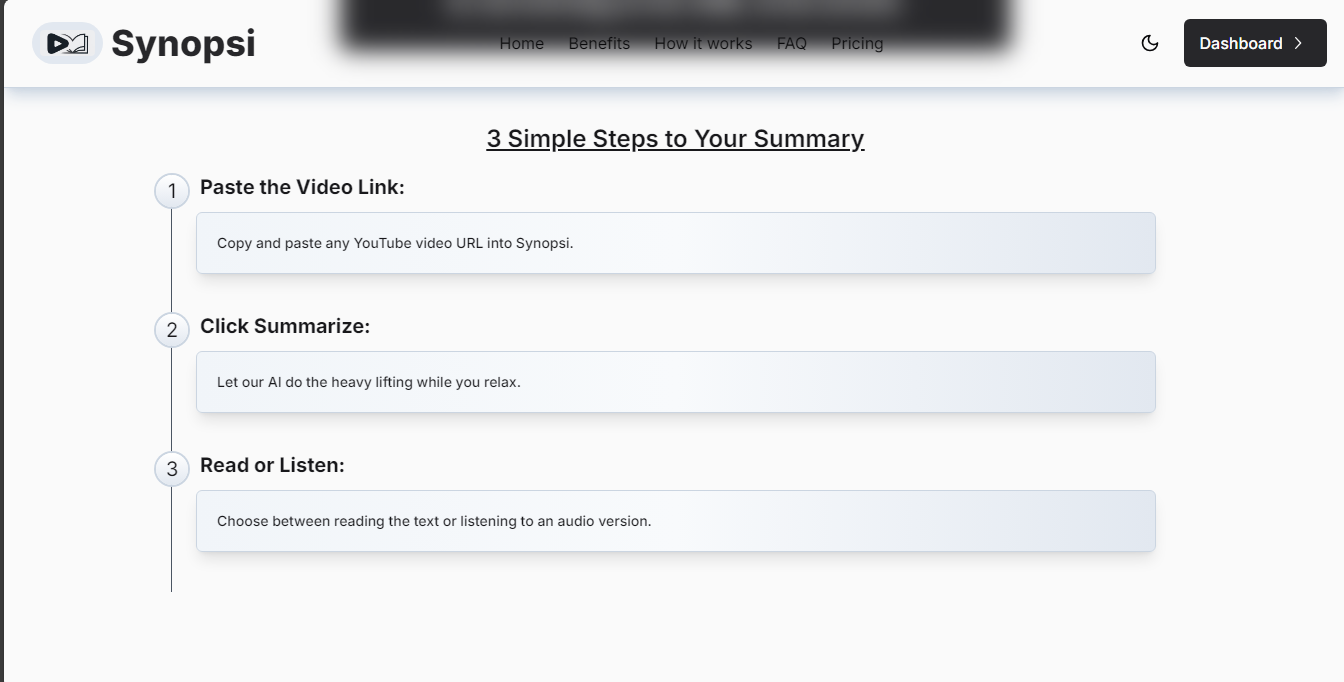 Synopsi
Home Benefits How it works FAQ Pricing
Dashboard
3 Simple Steps to Your Summary
1 Paste the Video Link:
Copy and paste any YouTube video URL into Synopsi.
2 Click Summarize:
Let our AI do the heavy lifting while you relax.
3 Read or Listen:
Choose between reading the text or listening to an audio version.